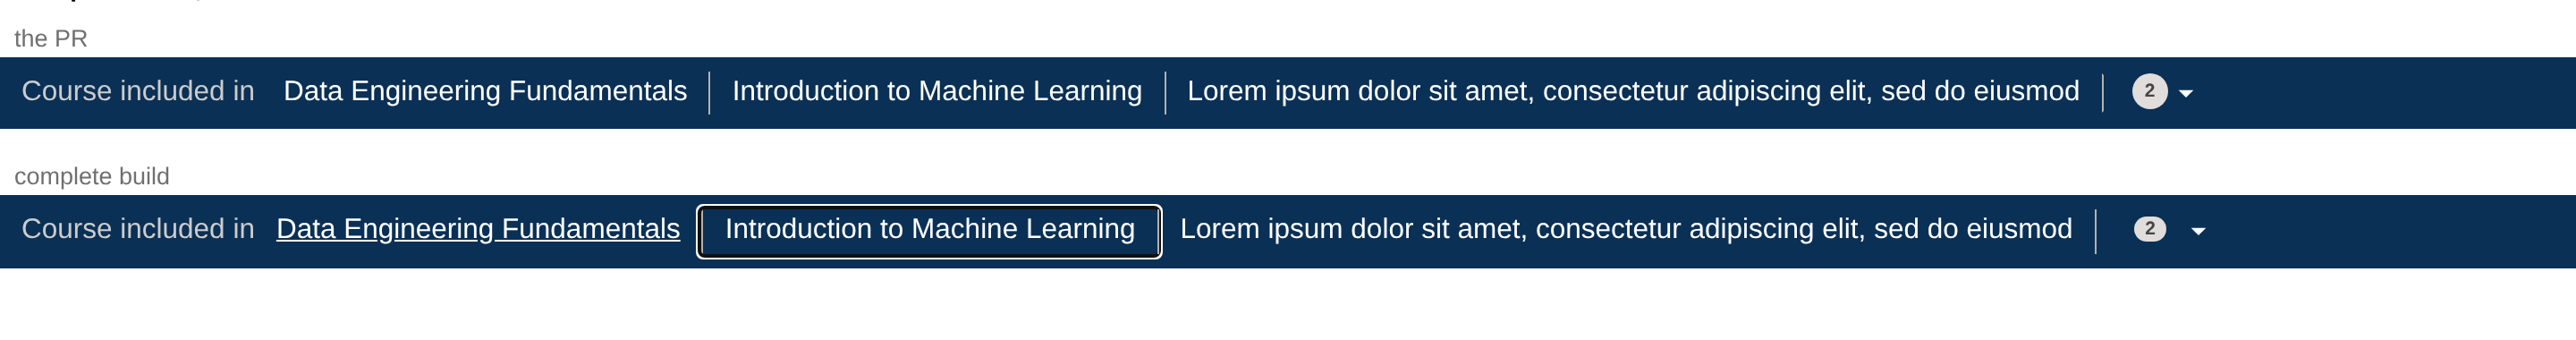 the PR
Course included in Data Engineering Fundamentals Introduction to Machine Learning Lorem ipsum dolor sit amet, consectetur adipiscing elit, sed do eiusmod 2
complete build
Course included in Data Engineering Fundamentals Introduction to Machine Learning Lorem ipsum dolor sit amet, consectetur adipiscing elit, sed do eiusmod 2